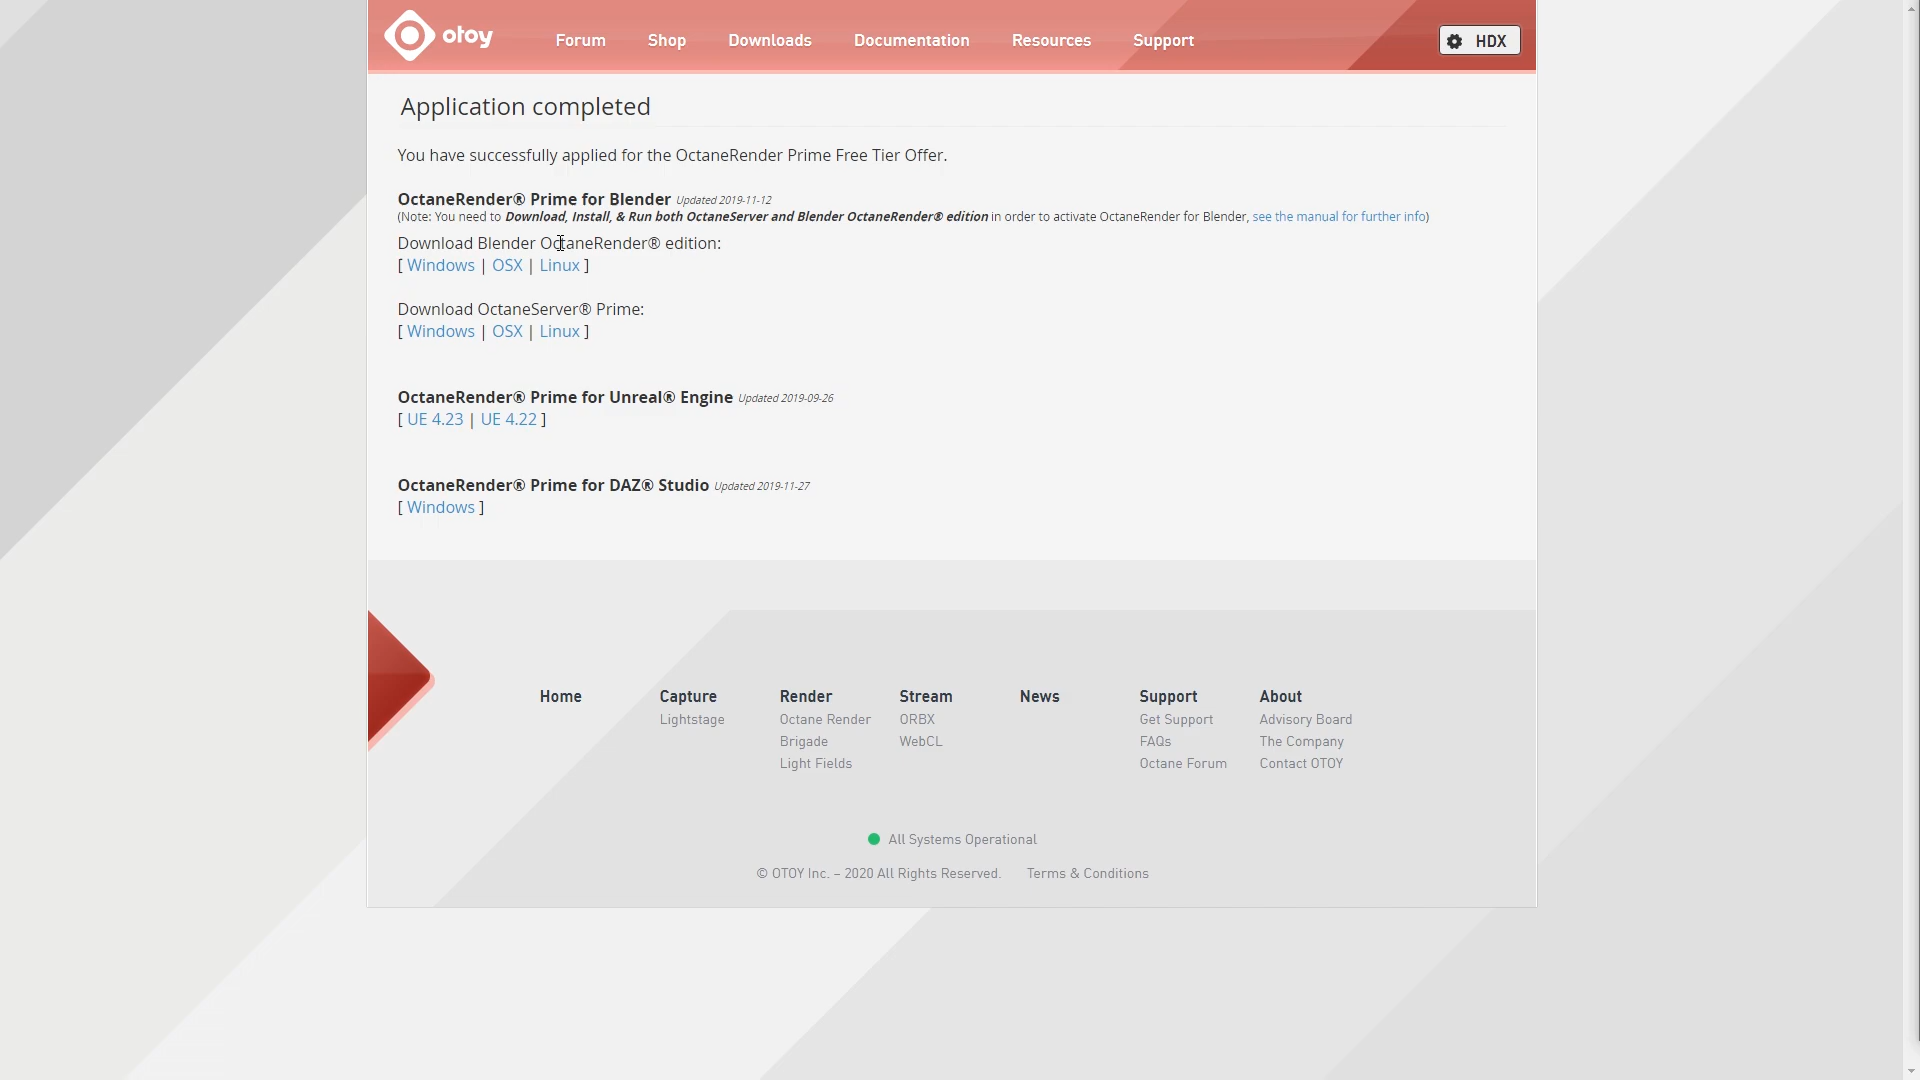 otoy
Forum Shop Downloads Documentation Resources Support
HDX
Application completed
You have successfully applied for the OctaneRender Prime Free Tier Offer.
OctaneRender® Prime for Blender Updated 2019-11-12
(Note: You need to Download, Install, & Run both OctaneServer and Blender OctaneRender® edition in order to activate OctaneRender for Blender, see the manual for further info)
Download Blender OctaneRender® edition:
[ Windows | OSX | Linux ]
Download OctaneServer® Prime:
[ Windows | OSX | Linux ]
OctaneRender® Prime for Unreal® Engine Updated 2019-09-26
[ UE 4.23 | UE 4.22 ]
OctaneRender® Prime for DAZ® Studio Updated 2019-11-27
[ Windows ]
Home Capture Render Stream News Support About
Lightstage Octane Render ORBX Get Support Advisory Board
Brigade WebCL FAQs The Company
Light Fields Octane Forum Contact OTOY
All Systems Operational
© OTOY Inc. – 2020 All Rights Reserved. Terms & Conditions